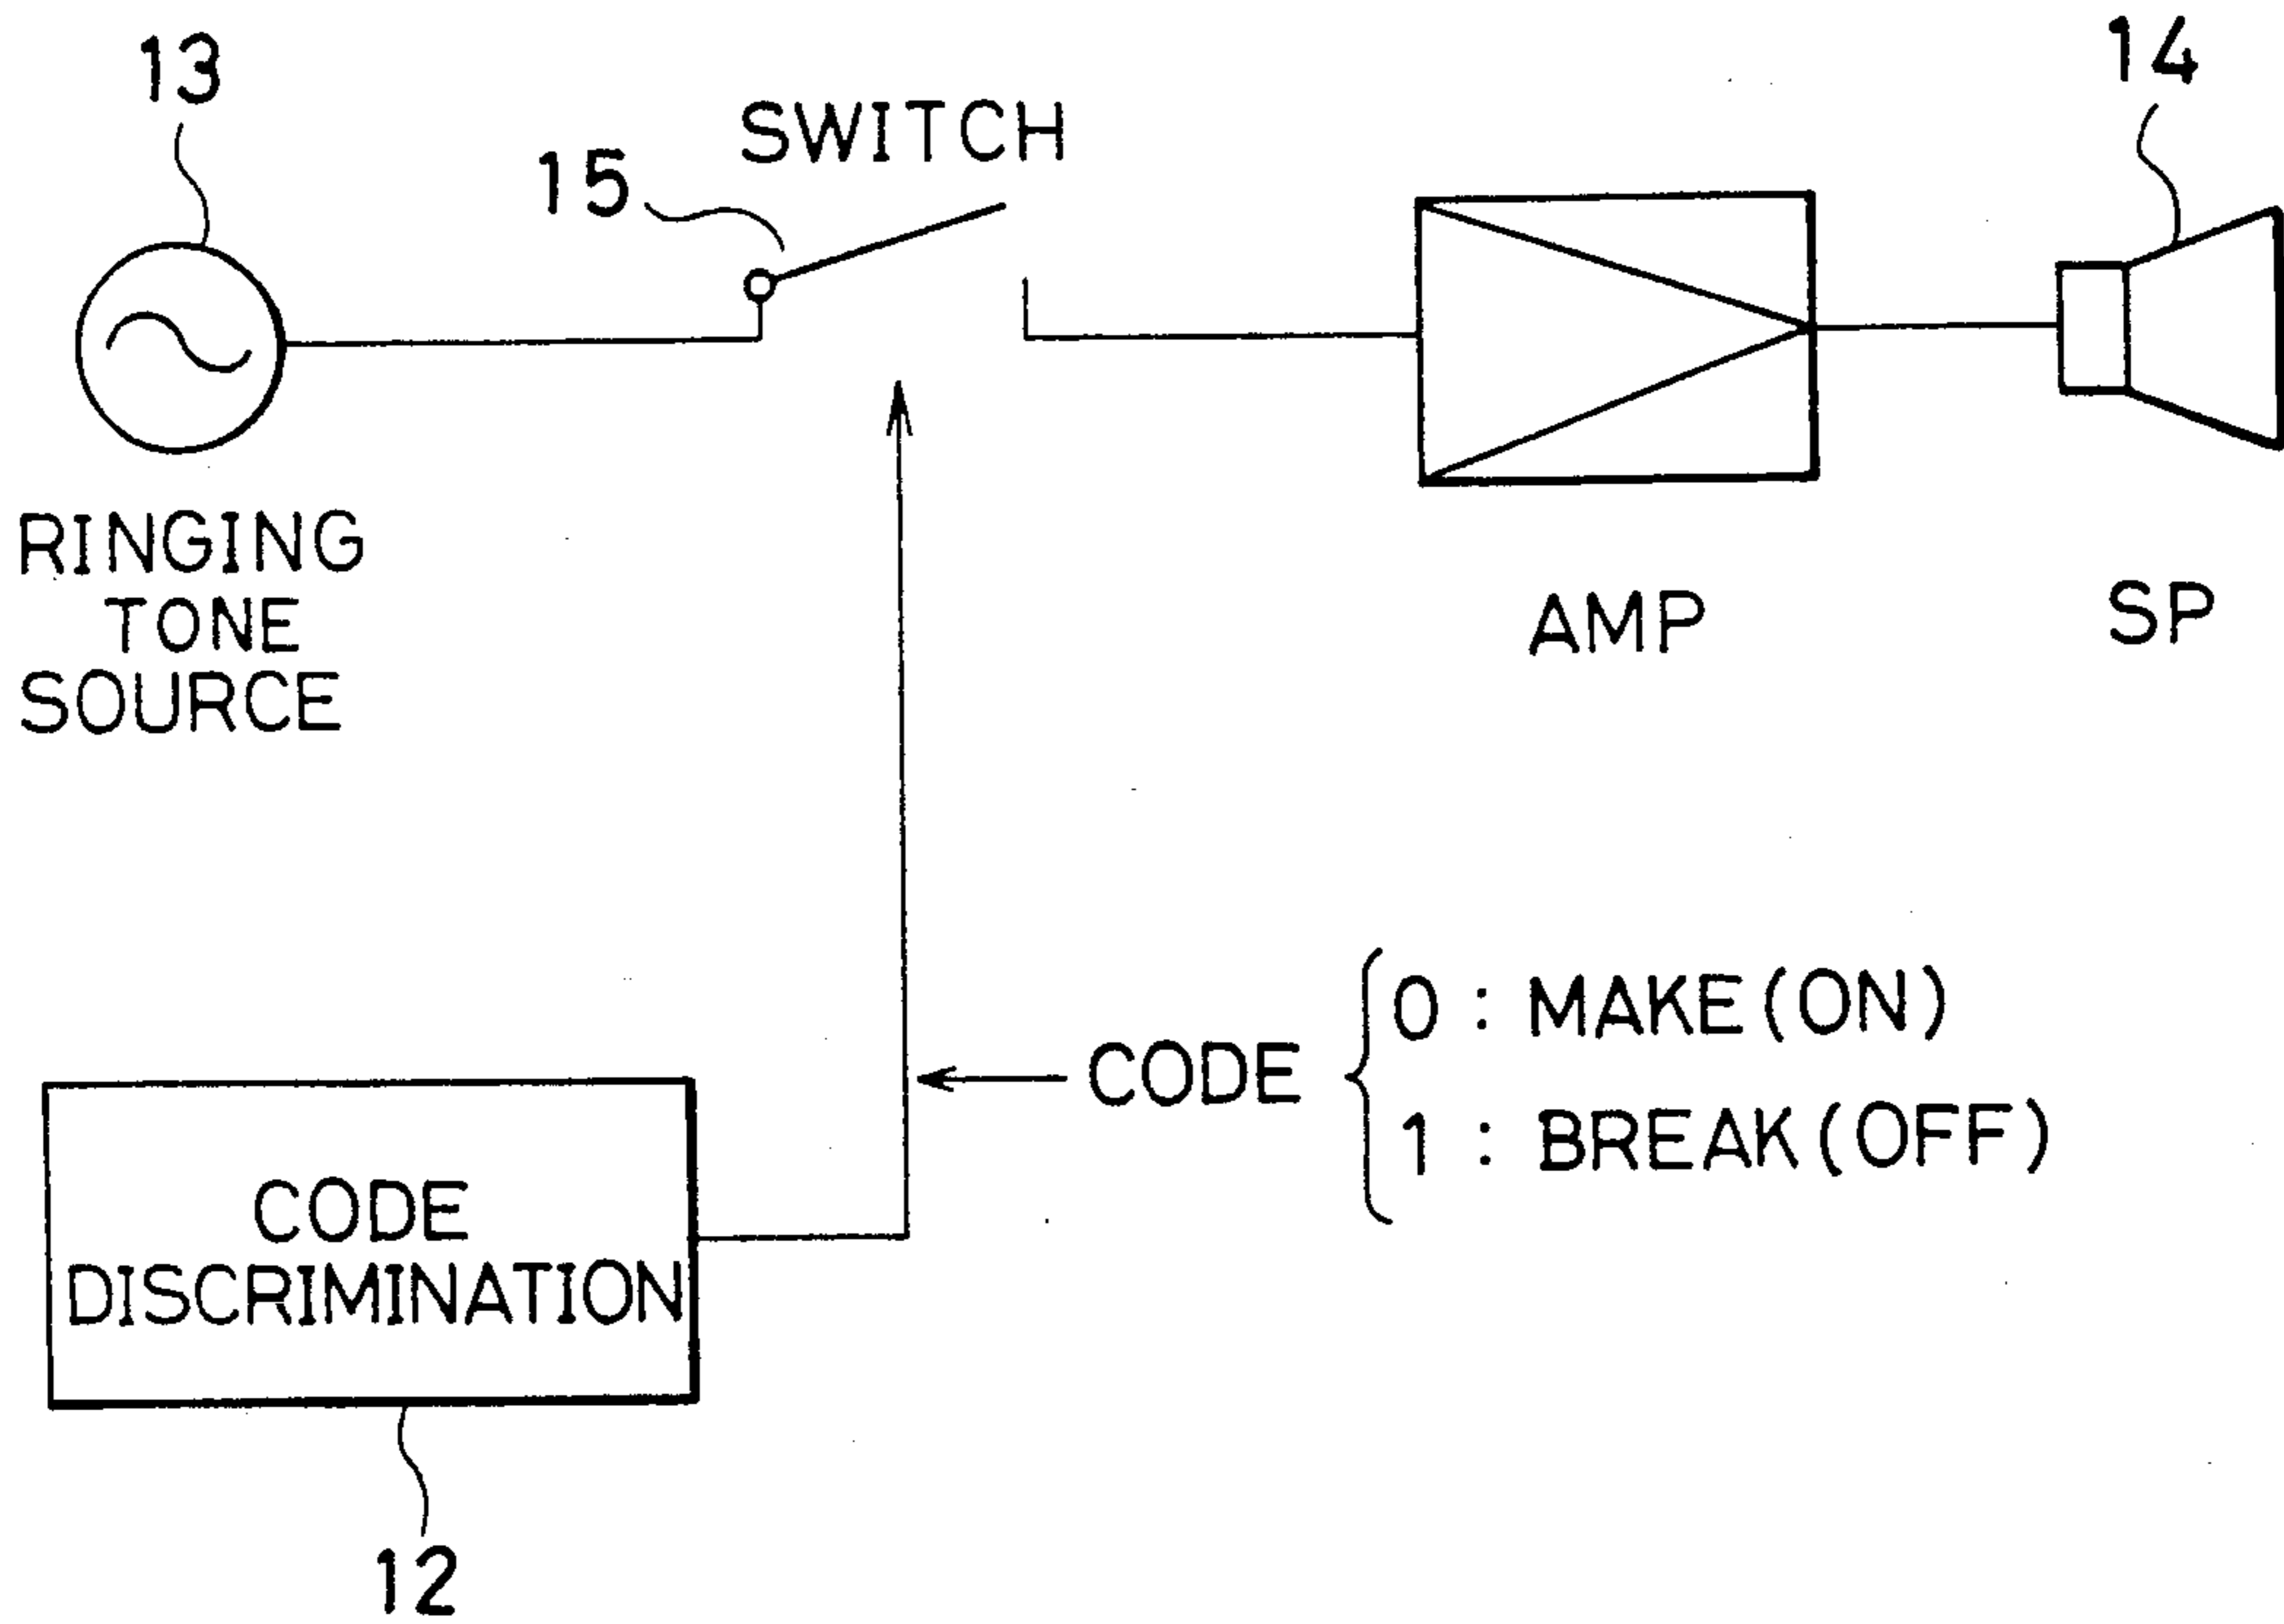 13
14
SWITCH
15
RINGING
TONE
SOURCE
AMP
SP
0 : MAKE(ON)
CODE
1 : BREAK(OFF)
CODE
DISCRIMINATION
12